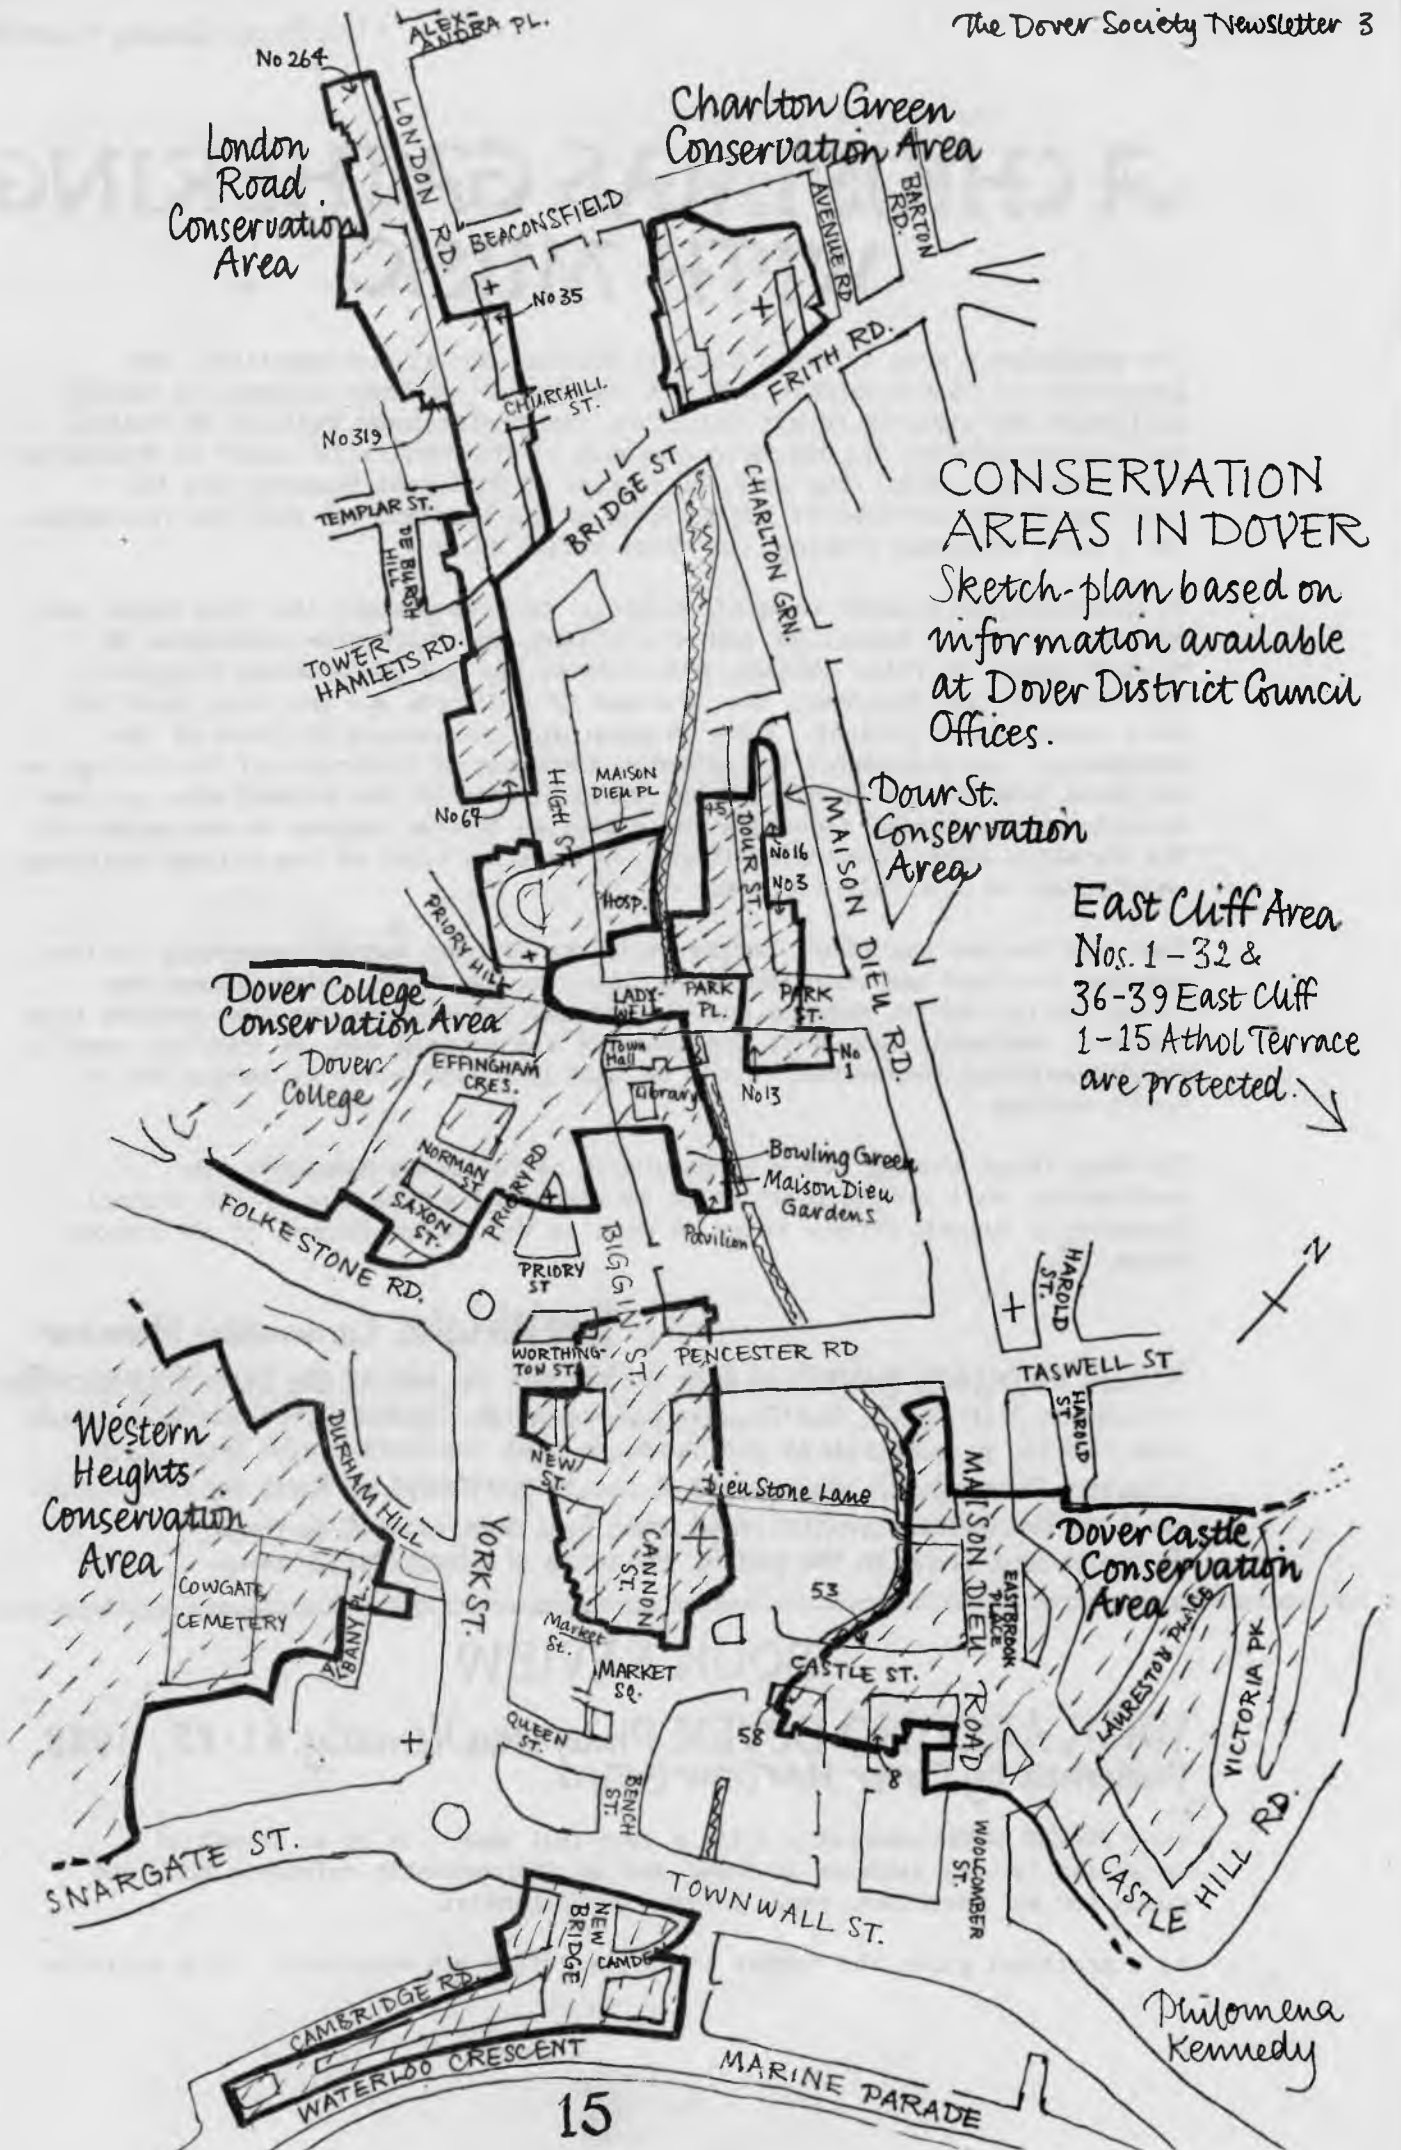 The Dover Society Newsletter 3
ALEX-
ANDRA PL.
No 264
LONDON RD.
London
Road
Conservation
Area
Charlton Green
Conservation Area
BEACONSFIELD
AVENUE RD
BARTON
RD.
No 35
FRITH RD.
CHURCHILL
ST.
No 319
BRIDGE ST
CHARLTON GRN.
TEMPLAR ST.
DE BURGH
HILL
TOWER
HAMLETS RD.
CONSERVATION
AREAS IN DOVER
Sketch-plan based on
information available
at Dover District Council
Offices.
HIGH ST
MAISON
DIEU PL
No 67
45
DOUR ST.
No 16
No 3
MAISON DIEU RD.
Dour St.
Conservation
Area
Hosp.
PRIORY HILL
East Cliff Area
Nos. 1 - 32 &
36-39 East Cliff
1-15 Athol Terrace
are protected.
Dover College
Conservation Area
LADY-
WELL
PARK
PL.
PARK
ST.
Dover
College
EFFINGHAM
CRES.
Town
Hall
Library
No
1
No 13
NORMAN
ST.
SAXON
ST.
PRIORY RD
Bowling Green
Maison Dieu
Gardens
Pavilion
FOLKESTONE RD.
PRIORY
ST
BIGGIN ST.
N
HAROLD
ST.
WORTHING-
TON ST.
PENCESTER RD
TASWELL ST
HAROLD
ST
Western
Heights
Conservation
Area
DURHAM HILL
NEW
ST.
Dieu Stone Lane
MAISON DIEU ROAD
Dover Castle
Conservation
Area
COWGATE
CEMETERY
ALBANY PL.
YORK ST.
CANNON
ST.
53
EASTBROOK
PLACE
LAURESTON PLACE
VICTORIA PK
Market
St.
MARKET
SQ.
CASTLE ST.
58
8
QUEEN
ST.
BENCH
ST.
WOOLCOMBER
ST.
CASTLE HILL RD.
SNARGATE ST.
TOWNWALL ST.
NEW
BRIDGE
CAMDE
CAMBRIDGE RD.
WATERLOO CRESCENT
MARINE PARADE
Philomena
Kennedy
15